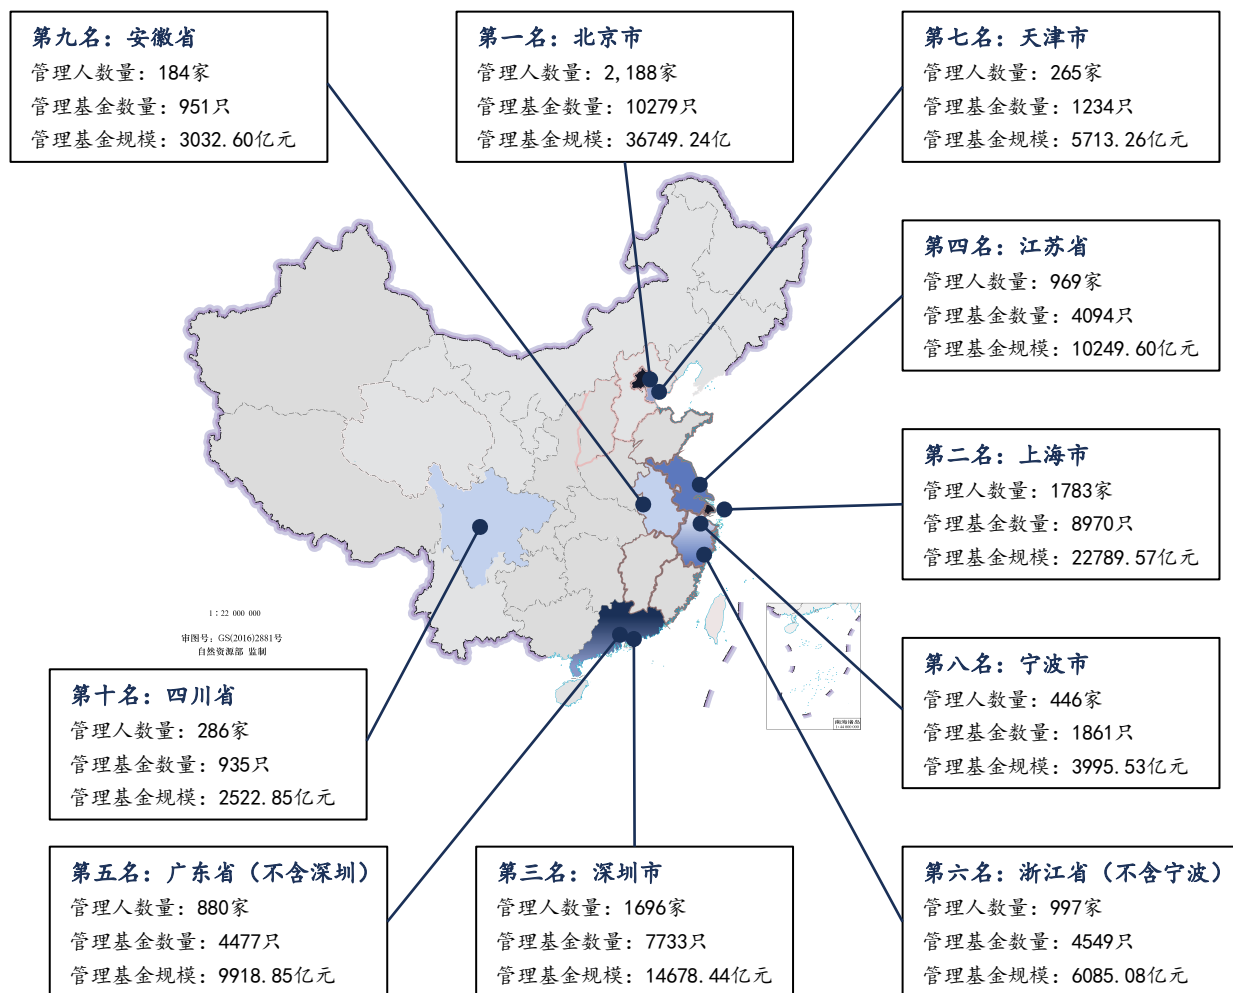 第九名：安徽省
管理人数量：184家
管理基金数量：951只
管理基金规模：3032.60亿元
第一名：北京市
管理人数量：2,188家
管理基金数量：10279只
管理基金规模：36749.24亿
第七名：天津市
管理人数量：265家
管理基金数量：1234只
管理基金规模：5713.26亿元
第四名：江苏省
管理人数量：969家
管理基金数量：4094只
管理基金规模：10249.60亿元
第二名：上海市
管理人数量：1783家
管理基金数量：8970只
管理基金规模：22789.57亿元
1：22 000 000
审图号：GS(2016)2881号
自然资源部 监制
南海诸岛
1:44 000 000
第八名：宁波市
管理人数量：446家
管理基金数量：1861只
管理基金规模：3995.53亿元
第十名：四川省
管理人数量：286家
管理基金数量：935只
管理基金规模：2522.85亿元
第五名：广东省（不含深圳）
管理人数量：880家
管理基金数量：4477只
管理基金规模：9918.85亿元
第三名：深圳市
管理人数量：1696家
管理基金数量：7733只
管理基金规模：14678.44亿元
第六名：浙江省（不含宁波）
管理人数量：997家
管理基金数量：4549只
管理基金规模：6085.08亿元